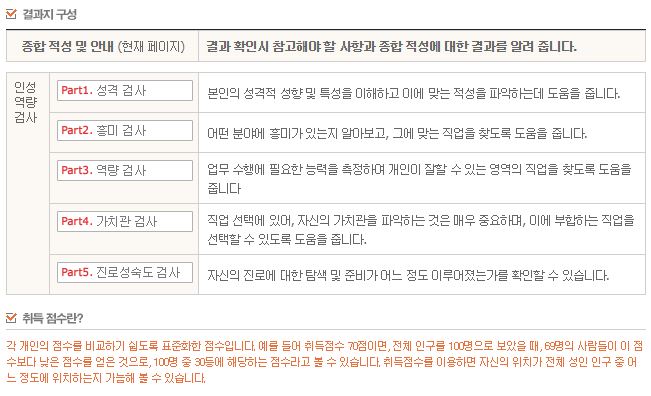 결과지 구성
종합 적성 및 안내 (현재 페이지)
결과 확인시 참고해야 할 사항과 종합 적성에 대한 결과를 알려 줍니다.
인성
역량
검사
Part1. 성격 검사
본인의 성격적 성향 및 특성을 이해하고 이에 맞는 적성을 파악하는데 도움을 줍니다.
Part2. 흥미 검사
어떤 분야에 흥미가 있는지 알아보고, 그에 맞는 직업을 찾도록 도움을 줍니다.
Part3. 역량 검사
업무 수행에 필요한 능력을 측정하여 개인이 잘할 수 있는 영역의 직업을 찾도록 도움을
줍니다
Part4. 가치관 검사
직업 선택에 있어, 자신의 가치관을 파악하는 것은 매우 중요하며, 이에 부합하는 직업을
선택할 수 있도록 도움을 줍니다.
Part5. 진로성숙도 검사
자신의 진로에 대한 탐색 및 준비가 어느 정도 이루어졌는가를 확인할 수 있습니다.
취득 점수란?
각 개인의 점수를 비교하기 쉽도록 표준화한 점수입니다. 예를 들어 취득점수 70점이면, 전체 인구를 100명으로 보았을 때, 69명의 사람들이 이 점
수보다 낮은 점수를 얻은 것으로, 100명 중 30등에 해당하는 점수라고 볼 수 있습니다. 취득점수를 이용하면 자신의 위치가 전체 성인 인구 중 어
느 정도에 위치하는지 가늠해 볼 수 있습니다.